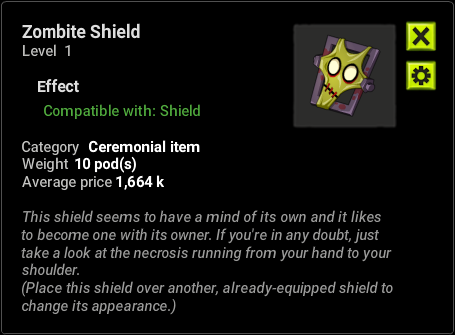 Zombite Shield
Level 1
Effect
Compatible with: Shield
Category Ceremonial item
Weight 10 pod(s)
Average price 1,664 k
This shield seems to have a mind of its own and it likes
to become one with its owner. If you're in any doubt, just
take a look at the necrosis running from your hand to your
shoulder.
(Place this shield over another, already-equipped shield to
change its appearance.)